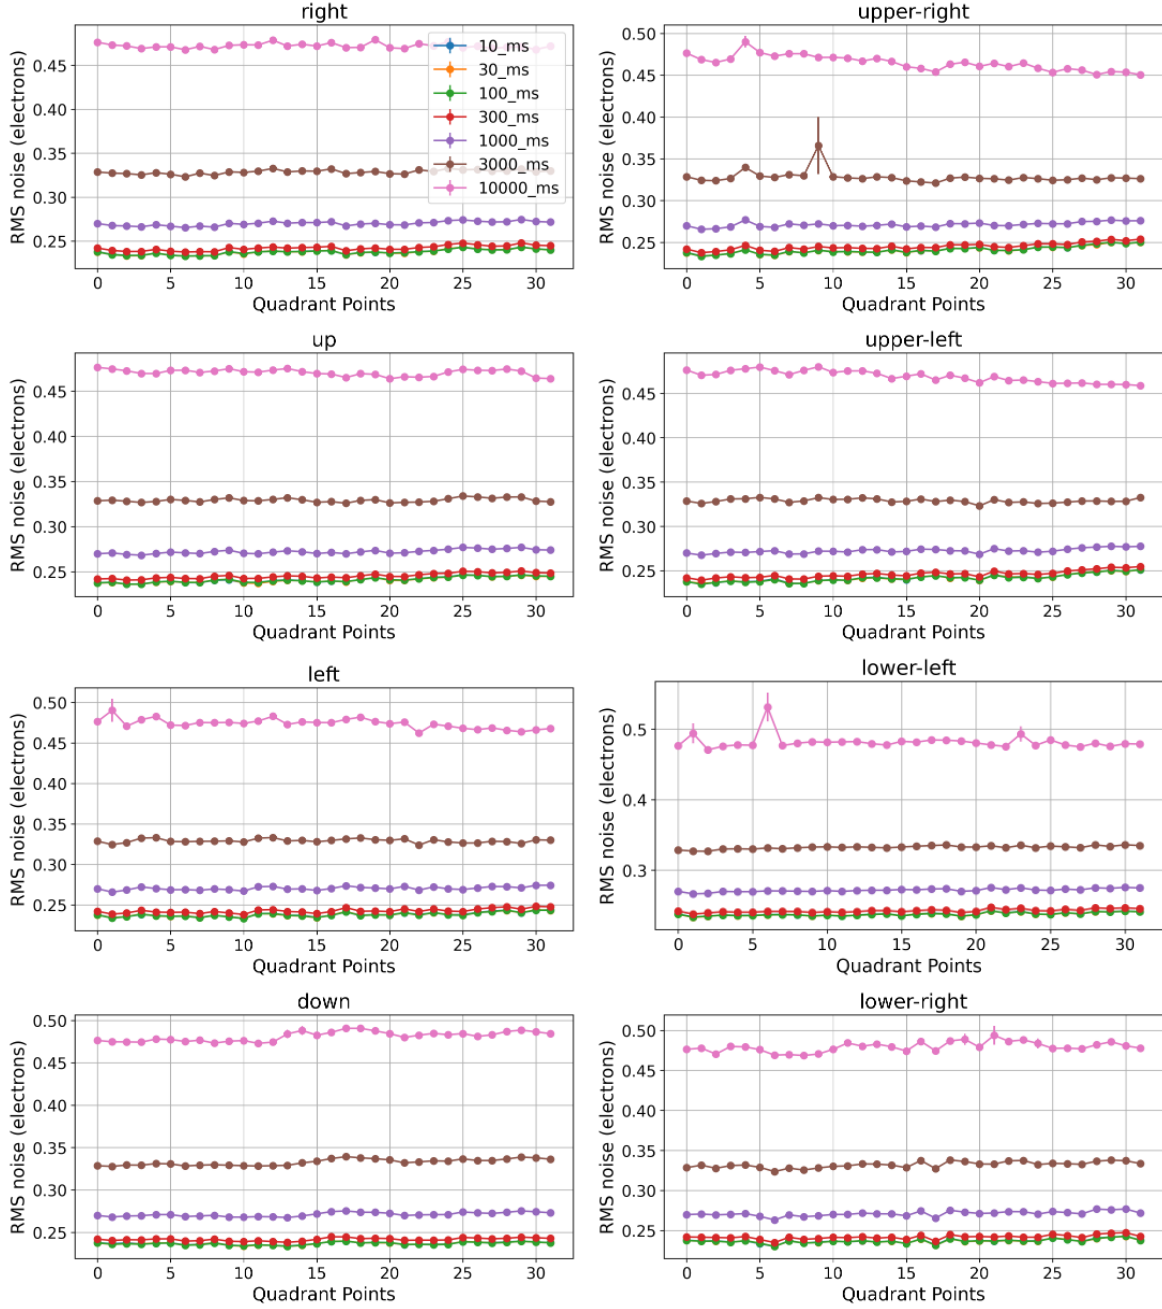 right
RMS noise (electrons)
0.45
0.40
0.35
0.30
0.25
0 5 10 15 20 25 30
Quadrant Points
10_ms
30_ms
100_ms
300_ms
1000_ms
3000_ms
10000_ms
upper-right
RMS noise (electrons)
0.50
0.45
0.40
0.35
0.30
0.25
0 5 10 15 20 25 30
Quadrant Points
up
RMS noise (electrons)
0.45
0.40
0.35
0.30
0.25
0 5 10 15 20 25 30
Quadrant Points
upper-left
RMS noise (electrons)
0.45
0.40
0.35
0.30
0.25
0 5 10 15 20 25 30
Quadrant Points
left
RMS noise (electrons)
0.50
0.45
0.40
0.35
0.30
0.25
0 5 10 15 20 25 30
Quadrant Points
lower-left
RMS noise (electrons)
0.5
0.4
0.3
0 5 10 15 20 25 30
Quadrant Points
down
RMS noise (electrons)
0.50
0.45
0.40
0.35
0.30
0.25
0 5 10 15 20 25 30
Quadrant Points
lower-right
RMS noise (electrons)
0.50
0.45
0.40
0.35
0.30
0.25
0 5 10 15 20 25 30
Quadrant Points